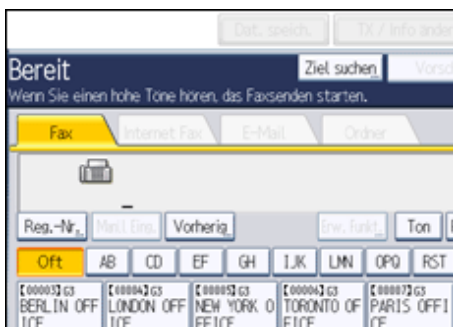 Dat. speich. TX / Info
Bereit Ziel suchen
Wenn Sie einen hohe Töne hören, das Faxsenden starten.
Fax Internet Fax E-Mail Ordner
Reg.-Nr. Man.l Eing. Vorherig Erw. Funkt. Ton
Oft AB CD EF GH IJK LMN OPQ RST
[00003]G3 [00004]G3 [00005]G3 [00006]G3 [00007]G3
BERLIN OFF LONDON OFF NEW YORK O TORONTO OF PARIS OFFI
ICE ICE FFICE FICE CE